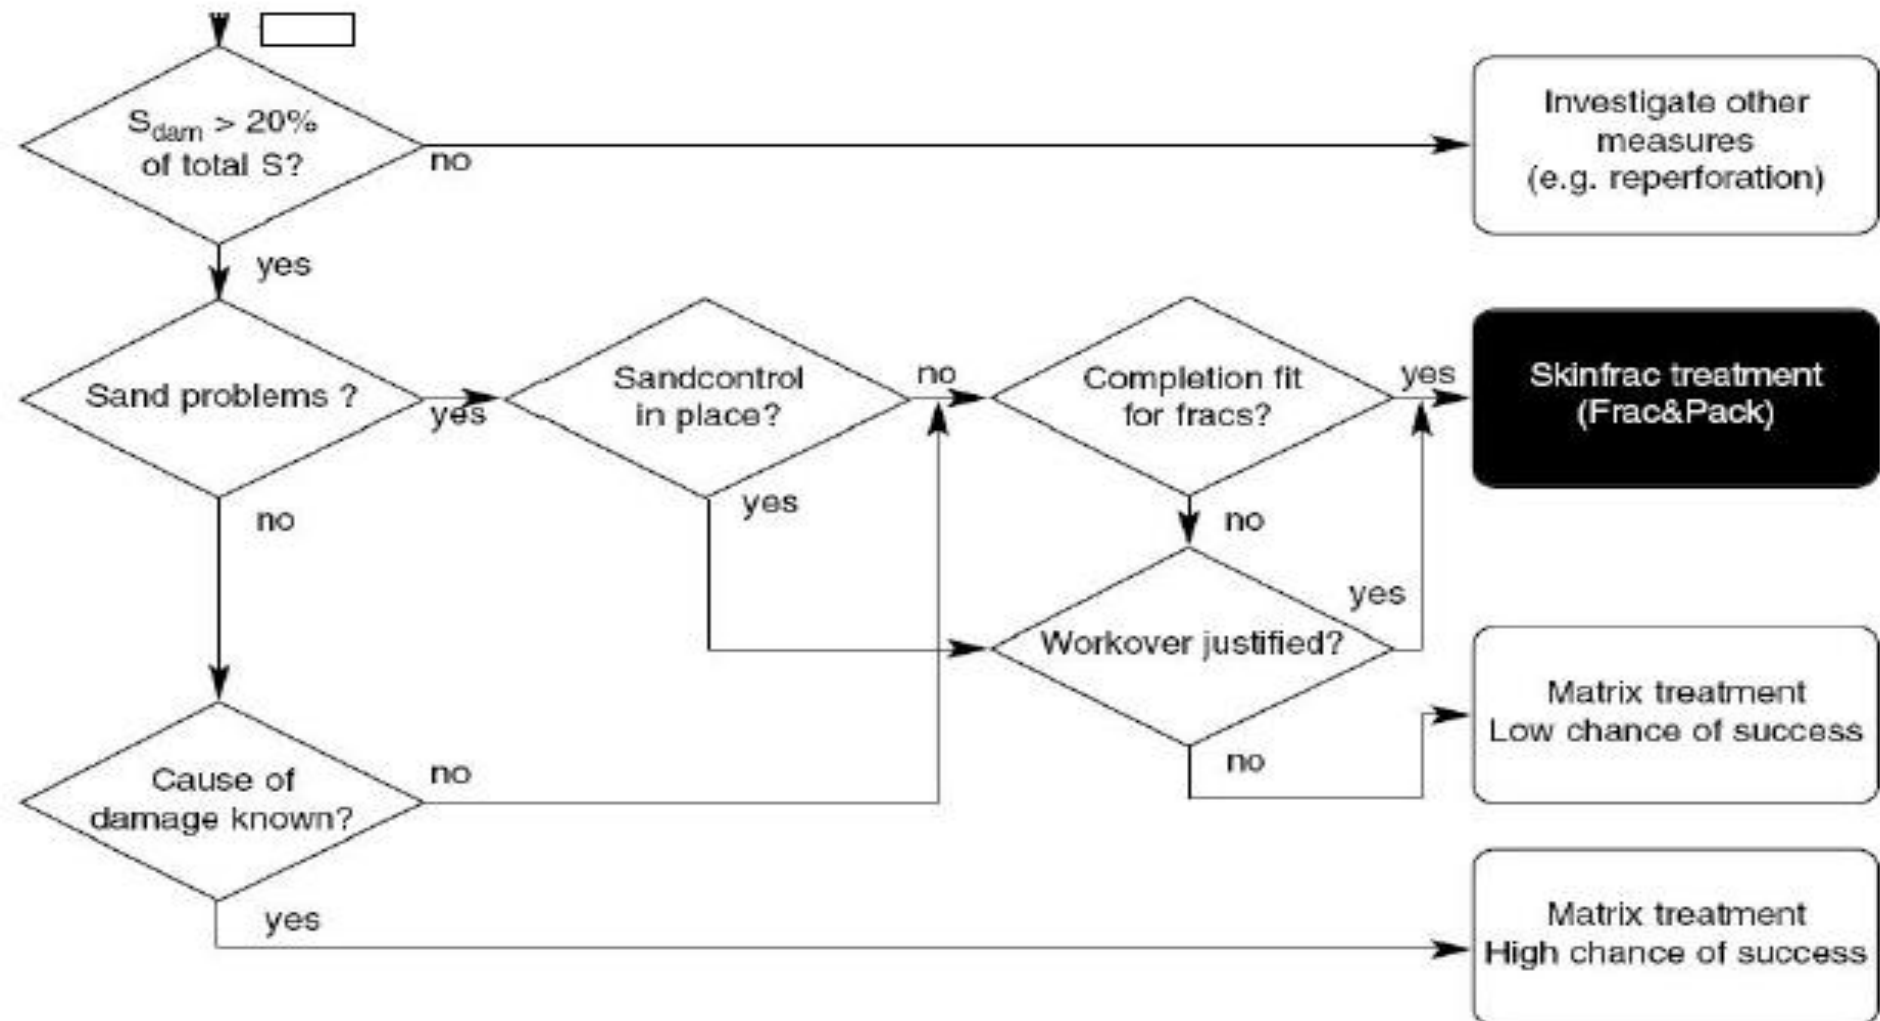 S_dam > 20%
of total S?
no
Investigate other
measures
(e.g. reperforation)
yes
Sand problems ?
yes
Sandcontrol
in place?
no
Completion fit
for fracs?
yes
Skinfrac treatment
(Frac&Pack)
no
yes
no
yes
Workover justified?
no
Matrix treatment
Low chance of success
Cause of
damage known?
no
yes
Matrix treatment
High chance of success